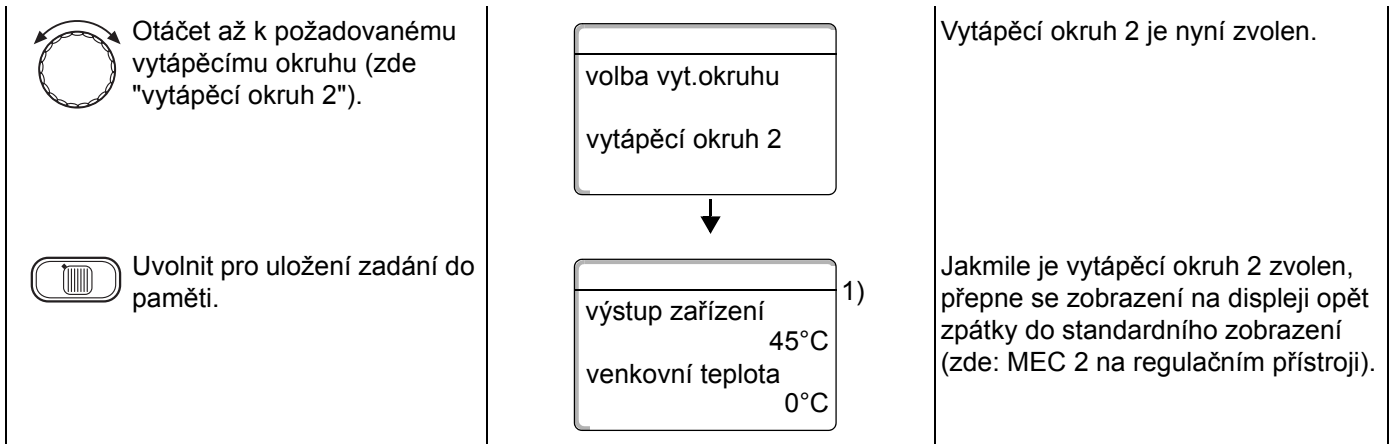 Otáčet až k požadovanému
vytápěcímu okruhu (zde
"vytápěcí okruh 2").
volba vyt.okruhu
vytápěcí okruh 2
Vytápěcí okruh 2 je nyní zvolen.
Uvolnit pro uložení zadání do
paměti.
výstup zařízení
45°C
venkovní teplota
0°C
1)
Jakmile je vytápěcí okruh 2 zvolen,
přepne se zobrazení na displeji opět
zpátky do standardního zobrazení
(zde: MEC 2 na regulačním přístroji).